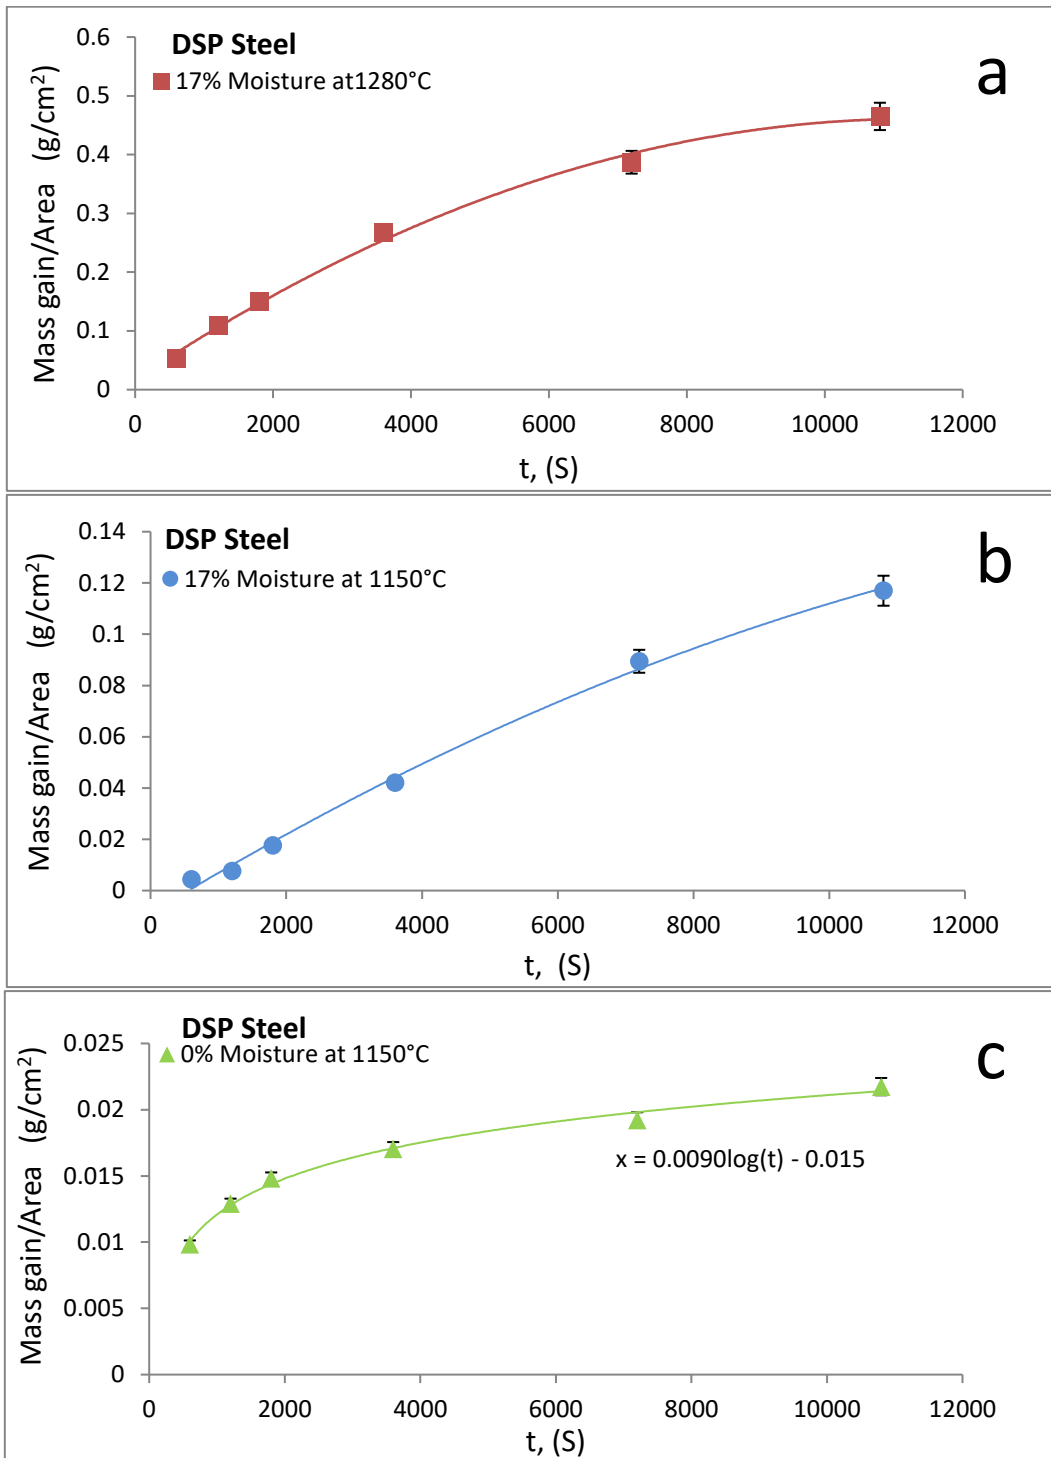 DSP Steel
17% Moisture at1280°C
a
Mass gain/Area (g/cm²)
0.6
0.5
0.4
0.3
0.2
0.1
0
0 2000 4000 6000 8000 10000 12000
t, (S)
DSP Steel
17% Moisture at 1150°C
b
Mass gain/Area (g/cm²)
0.14
0.12
0.1
0.08
0.06
0.04
0.02
0
0 2000 4000 6000 8000 10000 12000
t, (S)
DSP Steel
0% Moisture at 1150°C
c
Mass gain/Area (g/cm²)
0.025
0.02
0.015
0.01
0.005
0
x = 0.0090log(t) - 0.015
0 2000 4000 6000 8000 10000 12000
t, (S)